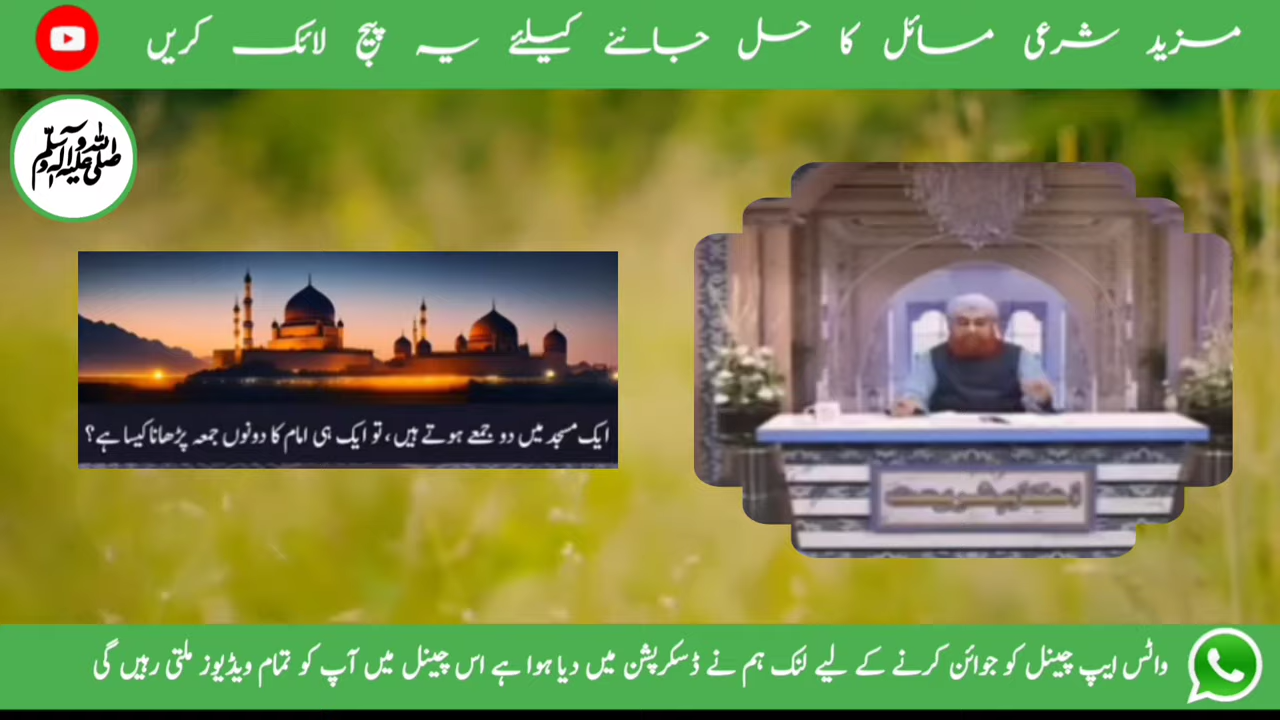 مزید شرعی مسائل کا حل جاننے کیلئے یہ پیج لائک کریں
صلی اللہ علیہ وآلہ وسلم
ایک مسجد میں دو جمعے ہوتے ہیں، تو ایک ہی امام کا دونوں جمعہ پڑھانا کیسا ہے؟
احکام شریعت
واٹس ایپ چینل کو جوائن کرنے کے لیے لنک ہم نے ڈسکرپشن میں دیا ہوا ہے اس چینل میں آپ کو تمام ویڈیوز ملتی رہیں گی